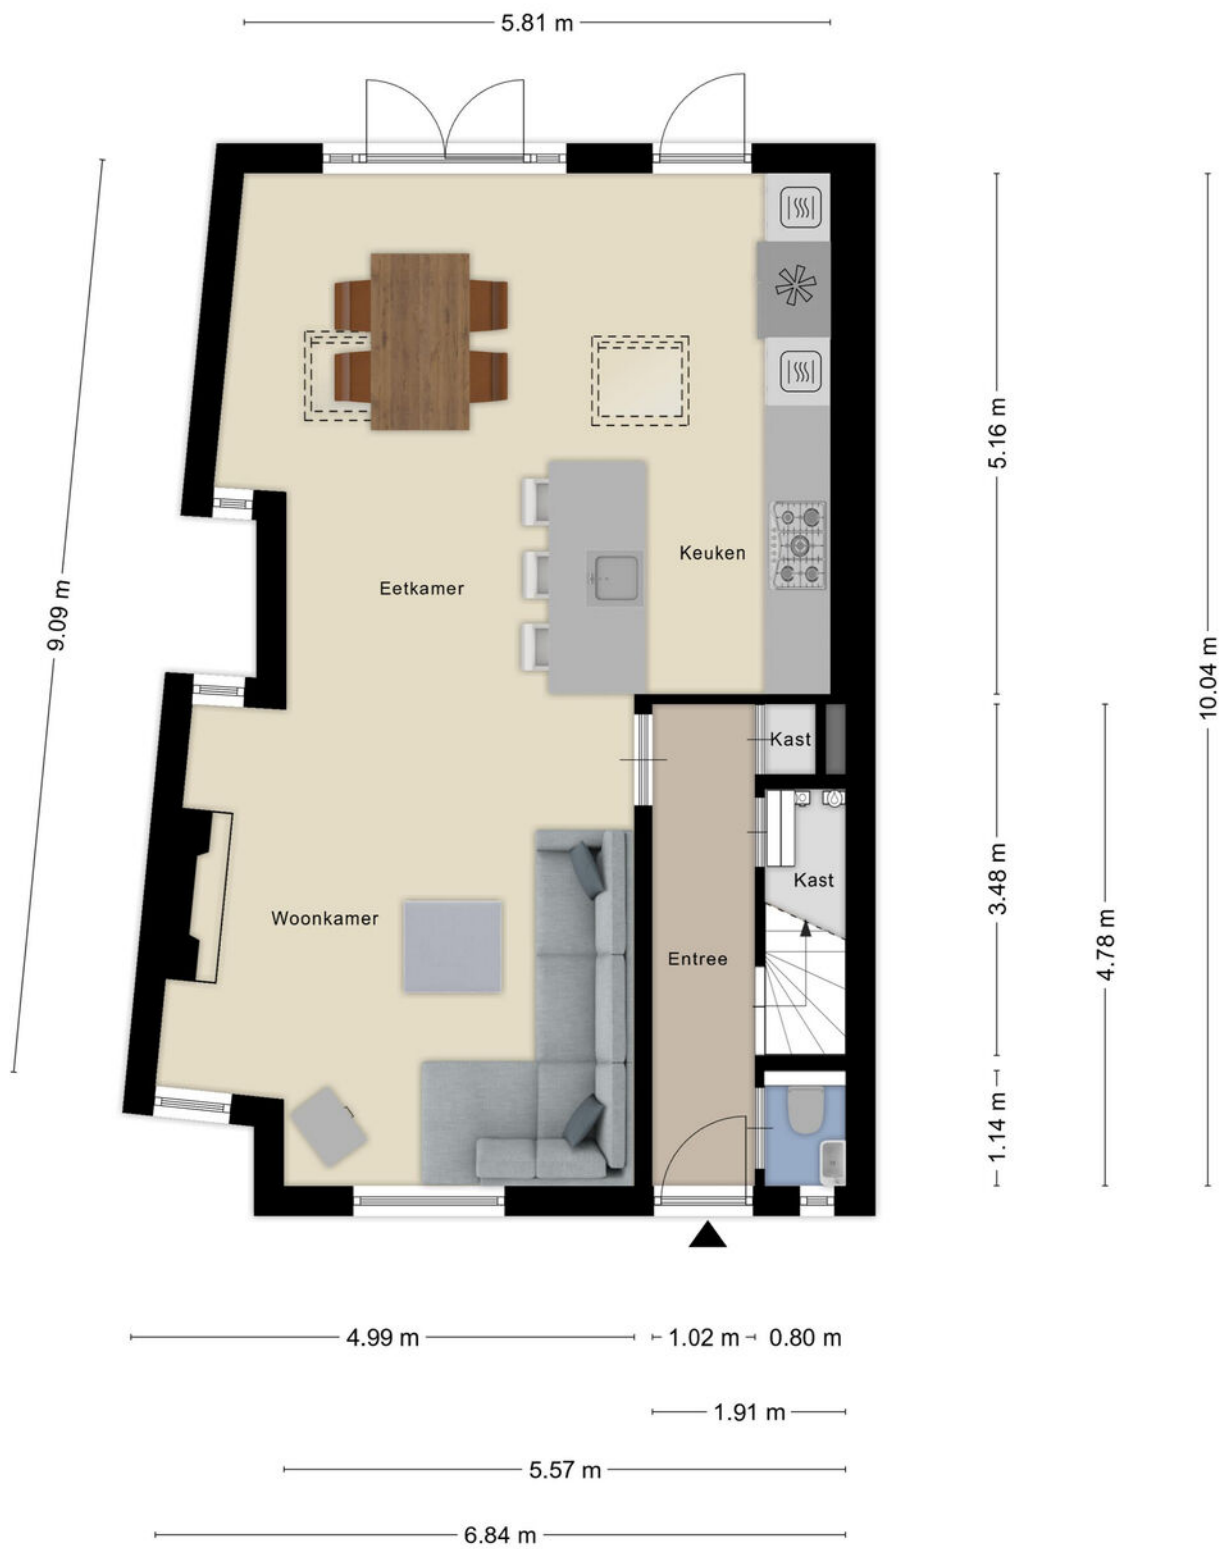 5.81 m
5.16 m
Keuken
Eetkamer
9.09 m
10.04 m
Kast
3.48 m
Kast
Woonkamer
4.78 m
Entree
1.14 m
4.99 m
1.02 m
0.80 m
1.91 m
5.57 m
6.84 m